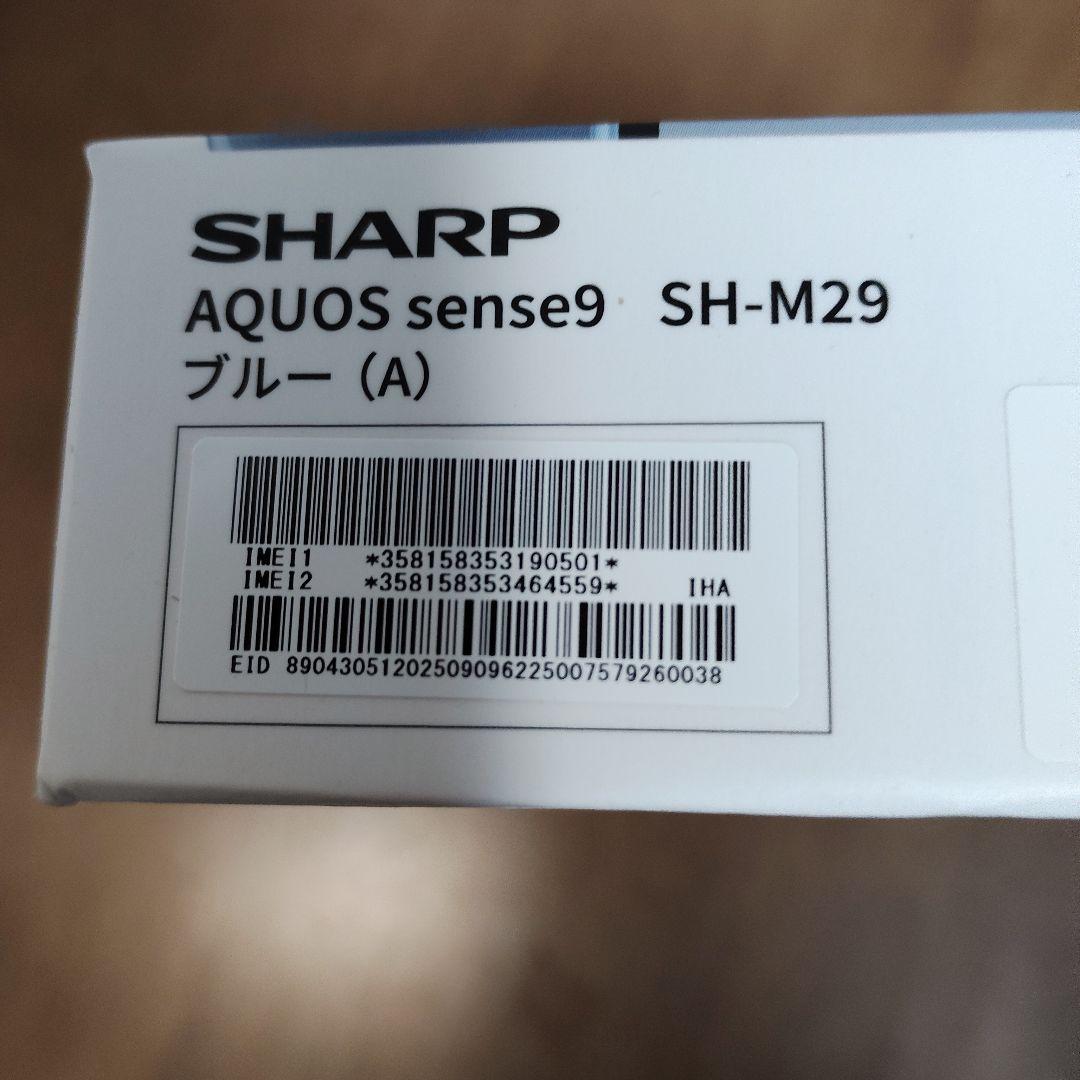 SHARP
AQUOS sense9 SH-M29
ブルー（A）
IMEI1 *358158353190501*
IMEI2 *358158353464559* IHA
EID 89043051202509096225007579260038